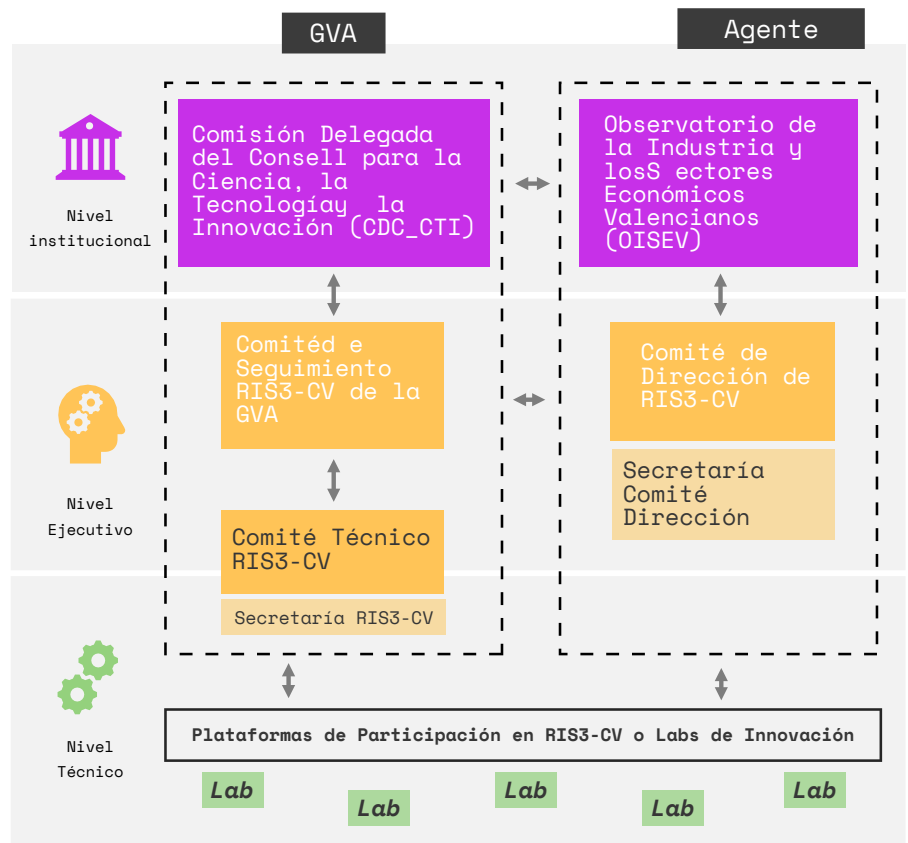 GVA
Agente
Nivel
institucional
Comisión Delegada
del Consell para la
Ciencia, la
Tecnologíay la
Innovación (CDC_CTI)
Observatorio de
la Industria y
losS ectores
Económicos
Valencianos
(OISEV)
Nivel
Ejecutivo
Comitéd e
Seguimiento
RIS3-CV de la
GVA
Comité de
Dirección de
RIS3-CV
Secretaría
Comité
Dirección
Comité Técnico
RIS3-CV
Secretaría RIS3-CV
Nivel
Técnico
Plataformas de Participación en RIS3-CV o Labs de Innovación
Lab
Lab
Lab
Lab
Lab